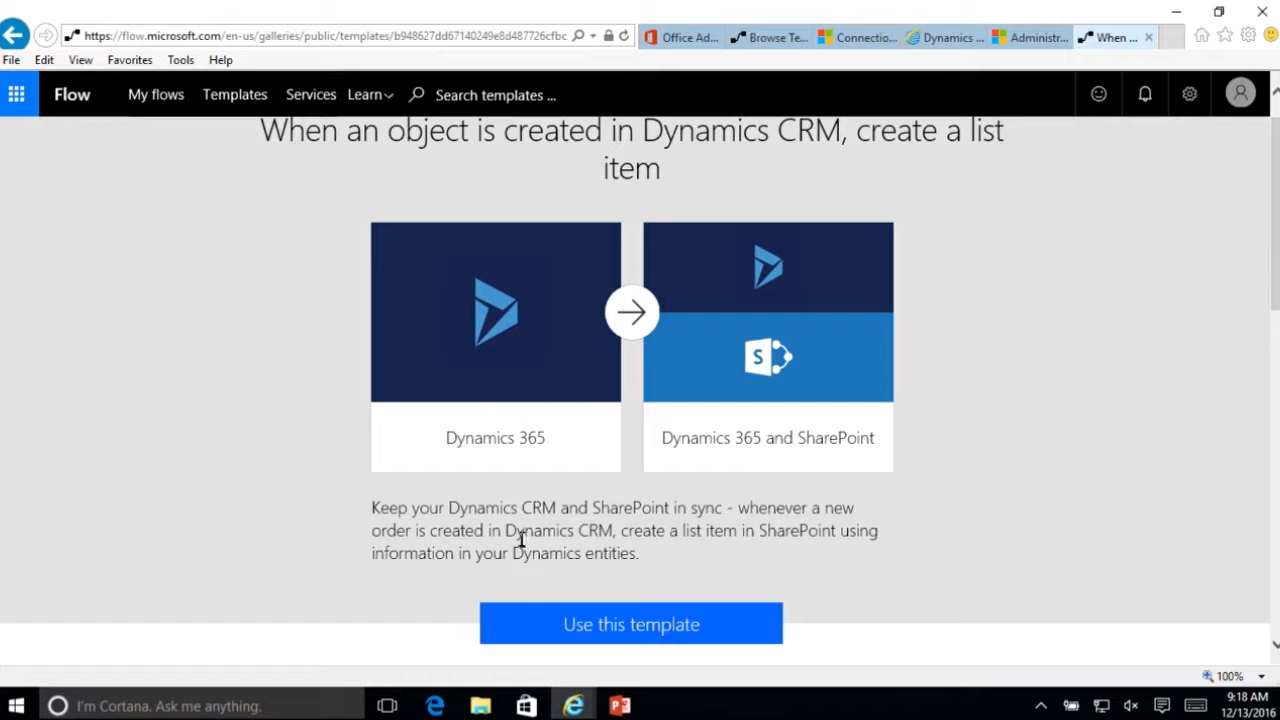 https://flow.microsoft.com/en-us/galleries/public/templates/b948627dd67140249e8d487726cfbc
Office Ad...
Browse Te...
Connectio...
Dynamics ...
Administr...
When ...
File Edit View Favorites Tools Help
Flow My flows Templates Services Learn Search templates ...
When an object is created in Dynamics CRM, create a list
item
S
Dynamics 365
Dynamics 365 and SharePoint
Keep your Dynamics CRM and SharePoint in sync - whenever a new
order is created in Dynamics CRM, create a list item in SharePoint using
information in your Dynamics entities.
Use this template
100%
I'm Cortana. Ask me anything.
9:18 AM
12/13/2016